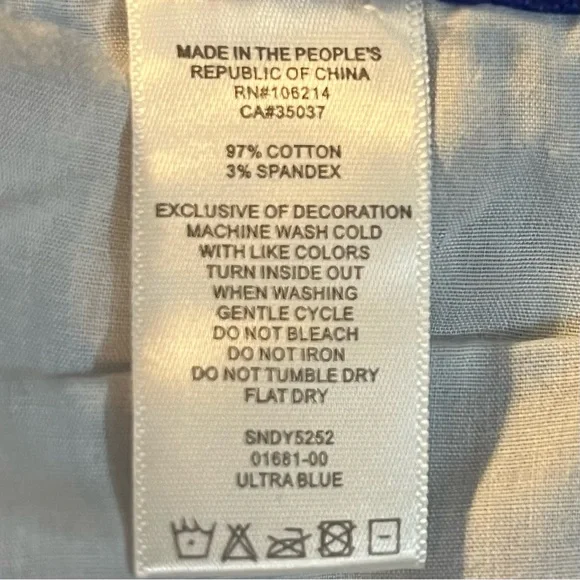 MADE IN THE PEOPLE'S
REPUBLIC OF CHINA
RN#106214
CA#35037
97% COTTON
3% SPANDEX
EXCLUSIVE OF DECORATION
MACHINE WASH COLD
WITH LIKE COLORS
TURN INSIDE OUT
WHEN WASHING
GENTLE CYCLE
DO NOT BLEACH
DO NOT IRON
DO NOT TUMBLE DRY
FLAT DRY
SNDY5252
01681-00
ULTRA BLUE